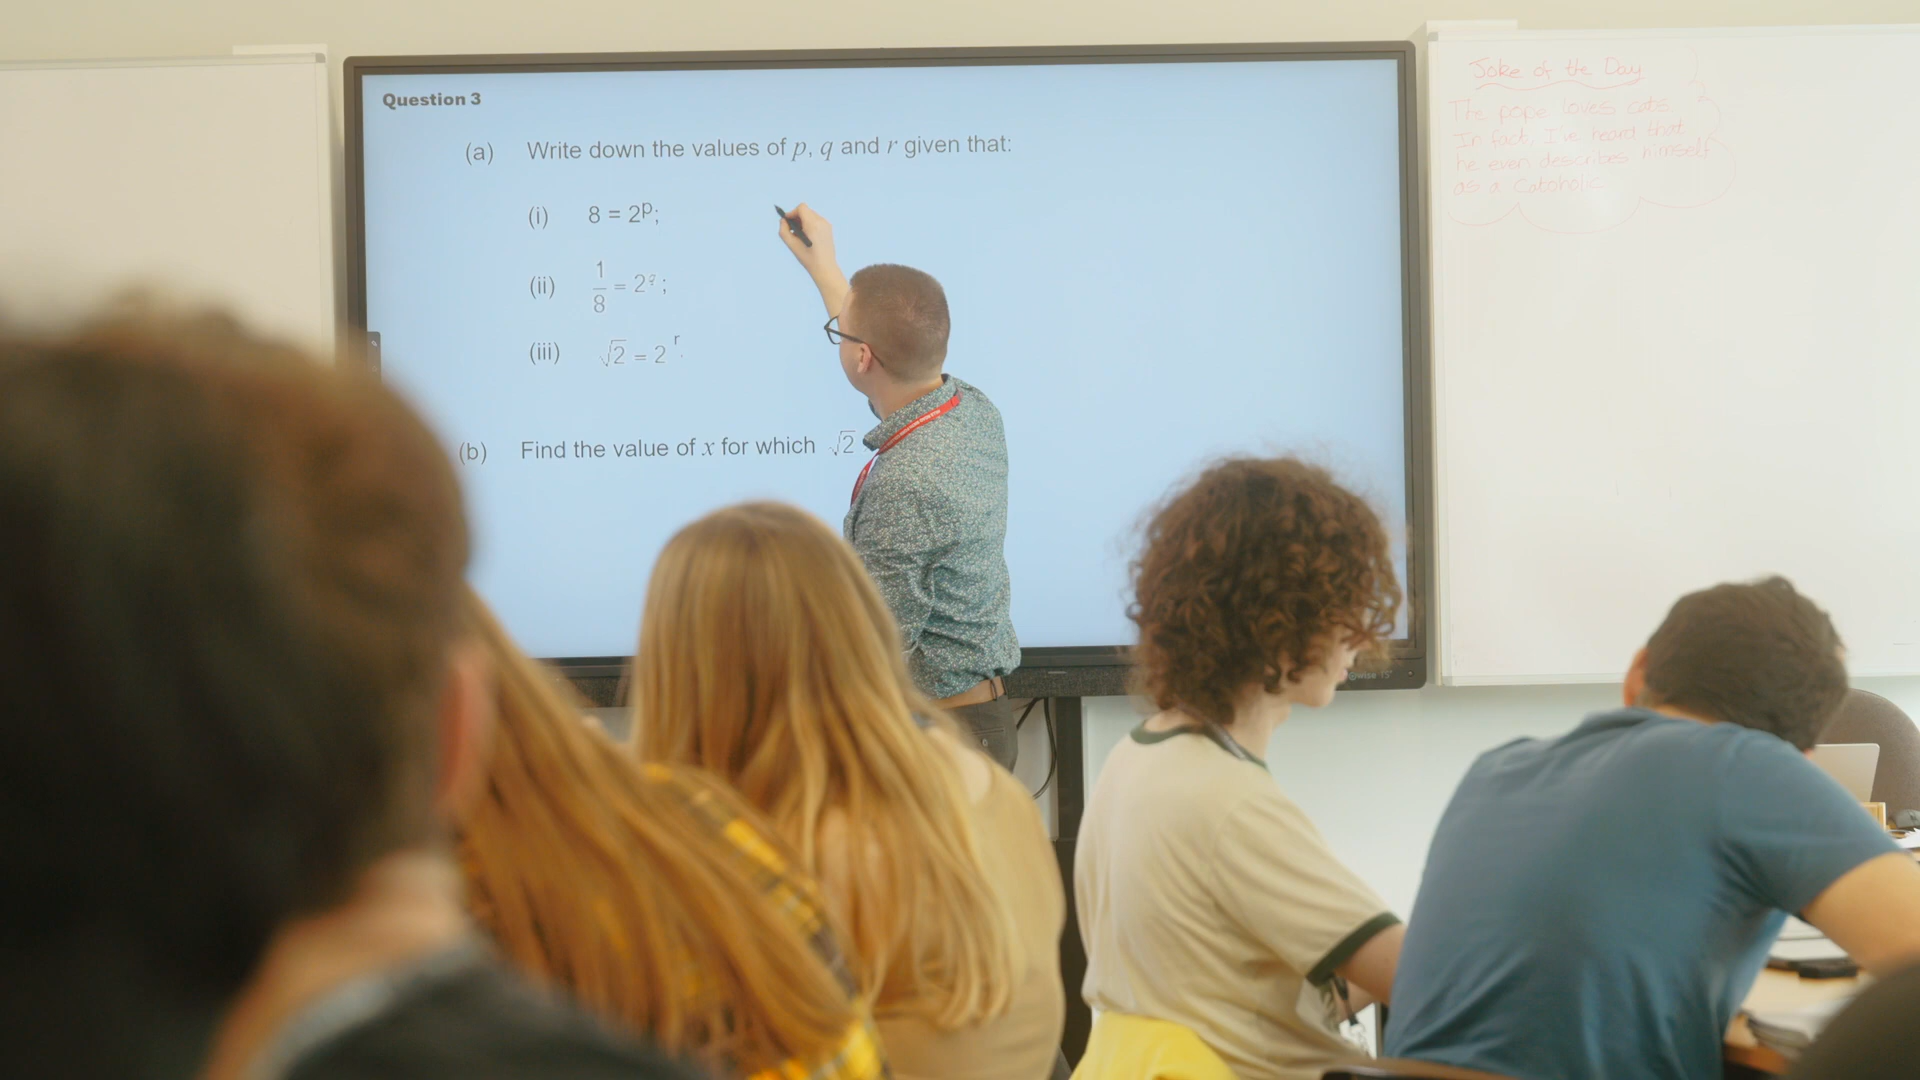 Question 3
(a) Write down the values of p, q and r given that:
(i) 8 = 2ᵖ;
(ii) 1/8 = 2^q;
(iii) √2 = 2^r.
(b) Find the value of x for which √2
Joke of the Day
The pope loves cats.
In fact, I've heard that
he even describes himself
as a Catoholic